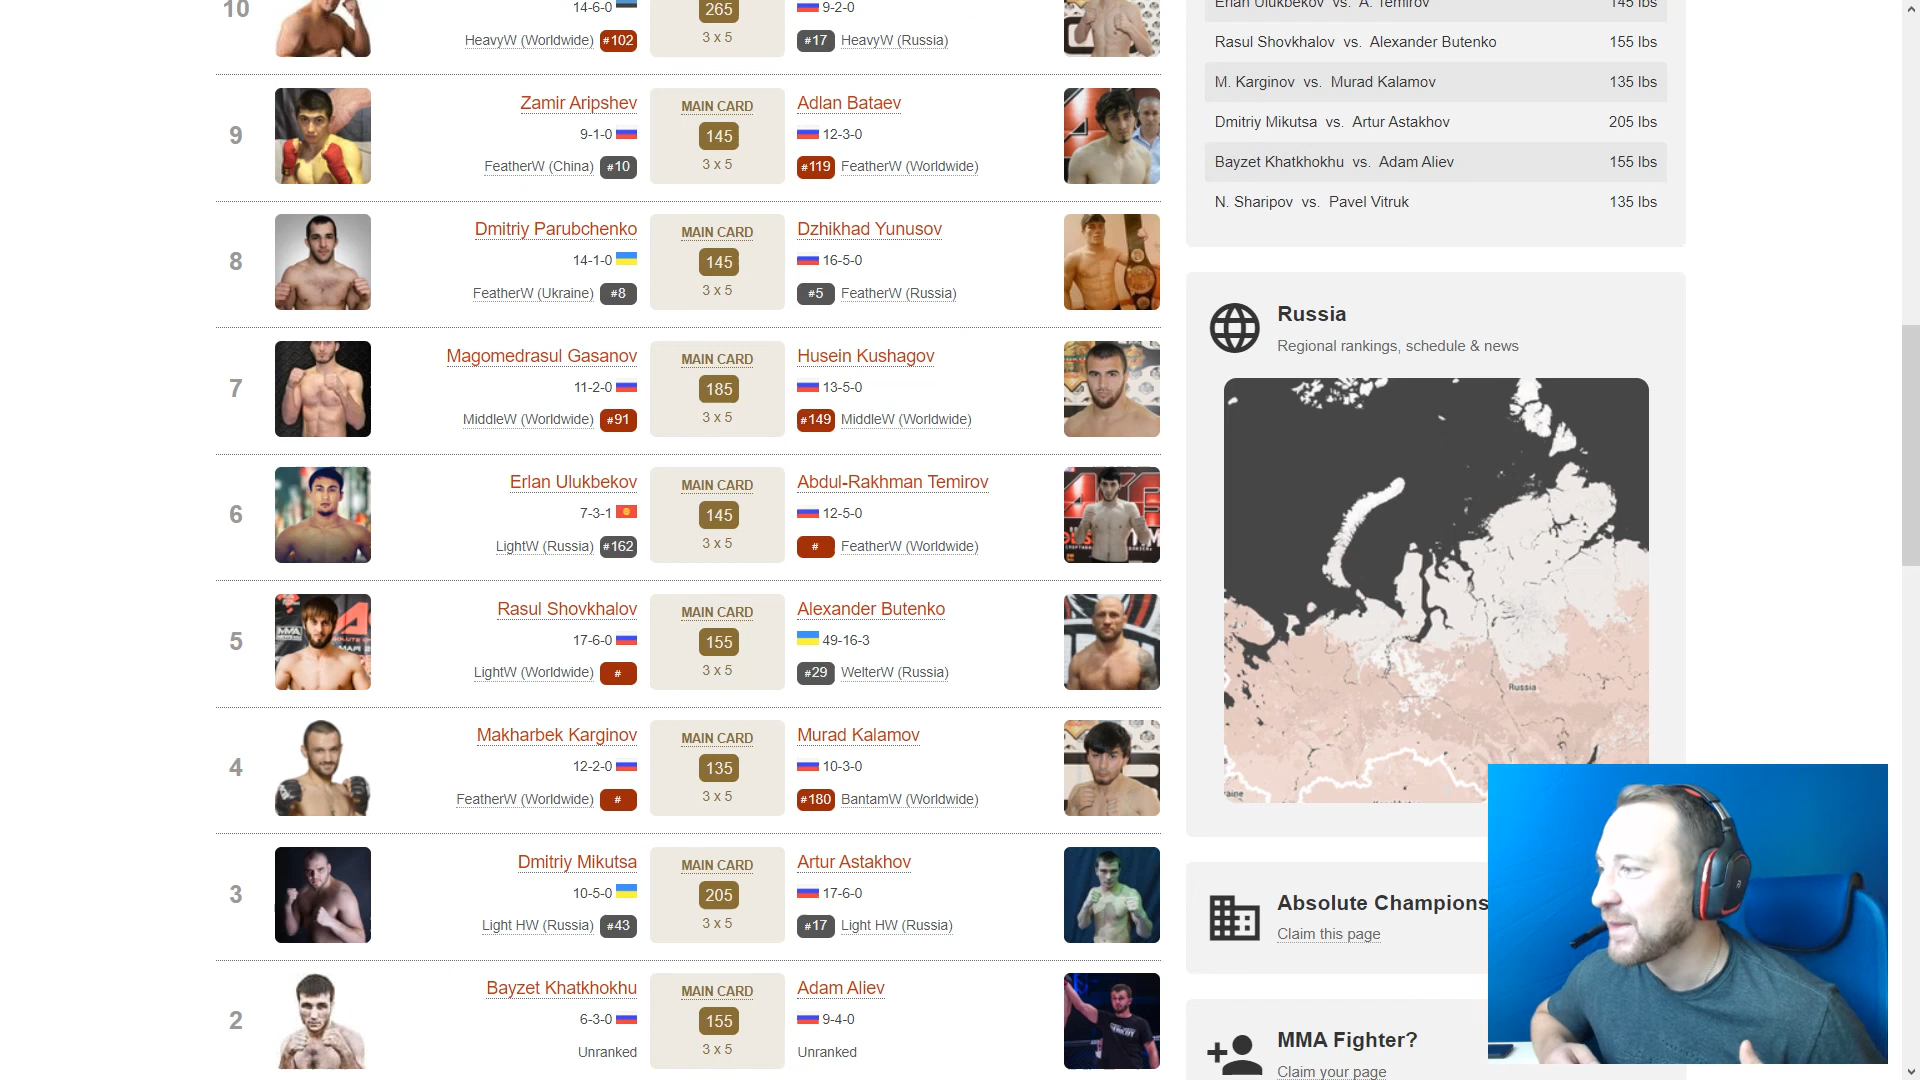 10
14-6-0
265
9-2-0
HeavyW (Worldwide) #102
3 x 5
#17 HeavyW (Russia)
9
Zamir Aripshev
9-1-0
FeatherW (China) #10
MAIN CARD
145
3 x 5
Adlan Bataev
12-3-0
#119 FeatherW (Worldwide)
8
Dmitriy Parubchenko
14-1-0
FeatherW (Ukraine) #8
MAIN CARD
145
3 x 5
Dzhikhad Yunusov
16-5-0
#5 FeatherW (Russia)
7
Magomedrasul Gasanov
11-2-0
MiddleW (Worldwide) #91
MAIN CARD
185
3 x 5
Husein Kushagov
13-5-0
#149 MiddleW (Worldwide)
6
Erlan Ulukbekov
7-3-1
LightW (Russia) #162
MAIN CARD
145
3 x 5
Abdul-Rakhman Temirov
12-5-0
# FeatherW (Worldwide)
5
Rasul Shovkhalov
17-6-0
LightW (Worldwide) #
MAIN CARD
155
3 x 5
Alexander Butenko
49-16-3
#29 WelterW (Russia)
4
Makharbek Karginov
12-2-0
FeatherW (Worldwide) #
MAIN CARD
135
3 x 5
Murad Kalamov
10-3-0
#180 BantamW (Worldwide)
3
Dmitriy Mikutsa
10-5-0
Light HW (Russia) #43
MAIN CARD
205
3 x 5
Artur Astakhov
17-6-0
#17 Light HW (Russia)
2
Bayzet Khatkhokhu
6-3-0
Unranked
MAIN CARD
155
3 x 5
Adam Aliev
9-4-0
Unranked
Erlan Ulukbekov vs. A. Temirov 145 lbs
Rasul Shovkhalov vs. Alexander Butenko 155 lbs
M. Karginov vs. Murad Kalamov 135 lbs
Dmitriy Mikutsa vs. Artur Astakhov 205 lbs
Bayzet Khatkhokhu vs. Adam Aliev 155 lbs
N. Sharipov vs. Pavel Vitruk 135 lbs
Russia
Regional rankings, schedule & news
Russia
Absolute Champions
Claim this page
MMA Fighter?
Claim your page